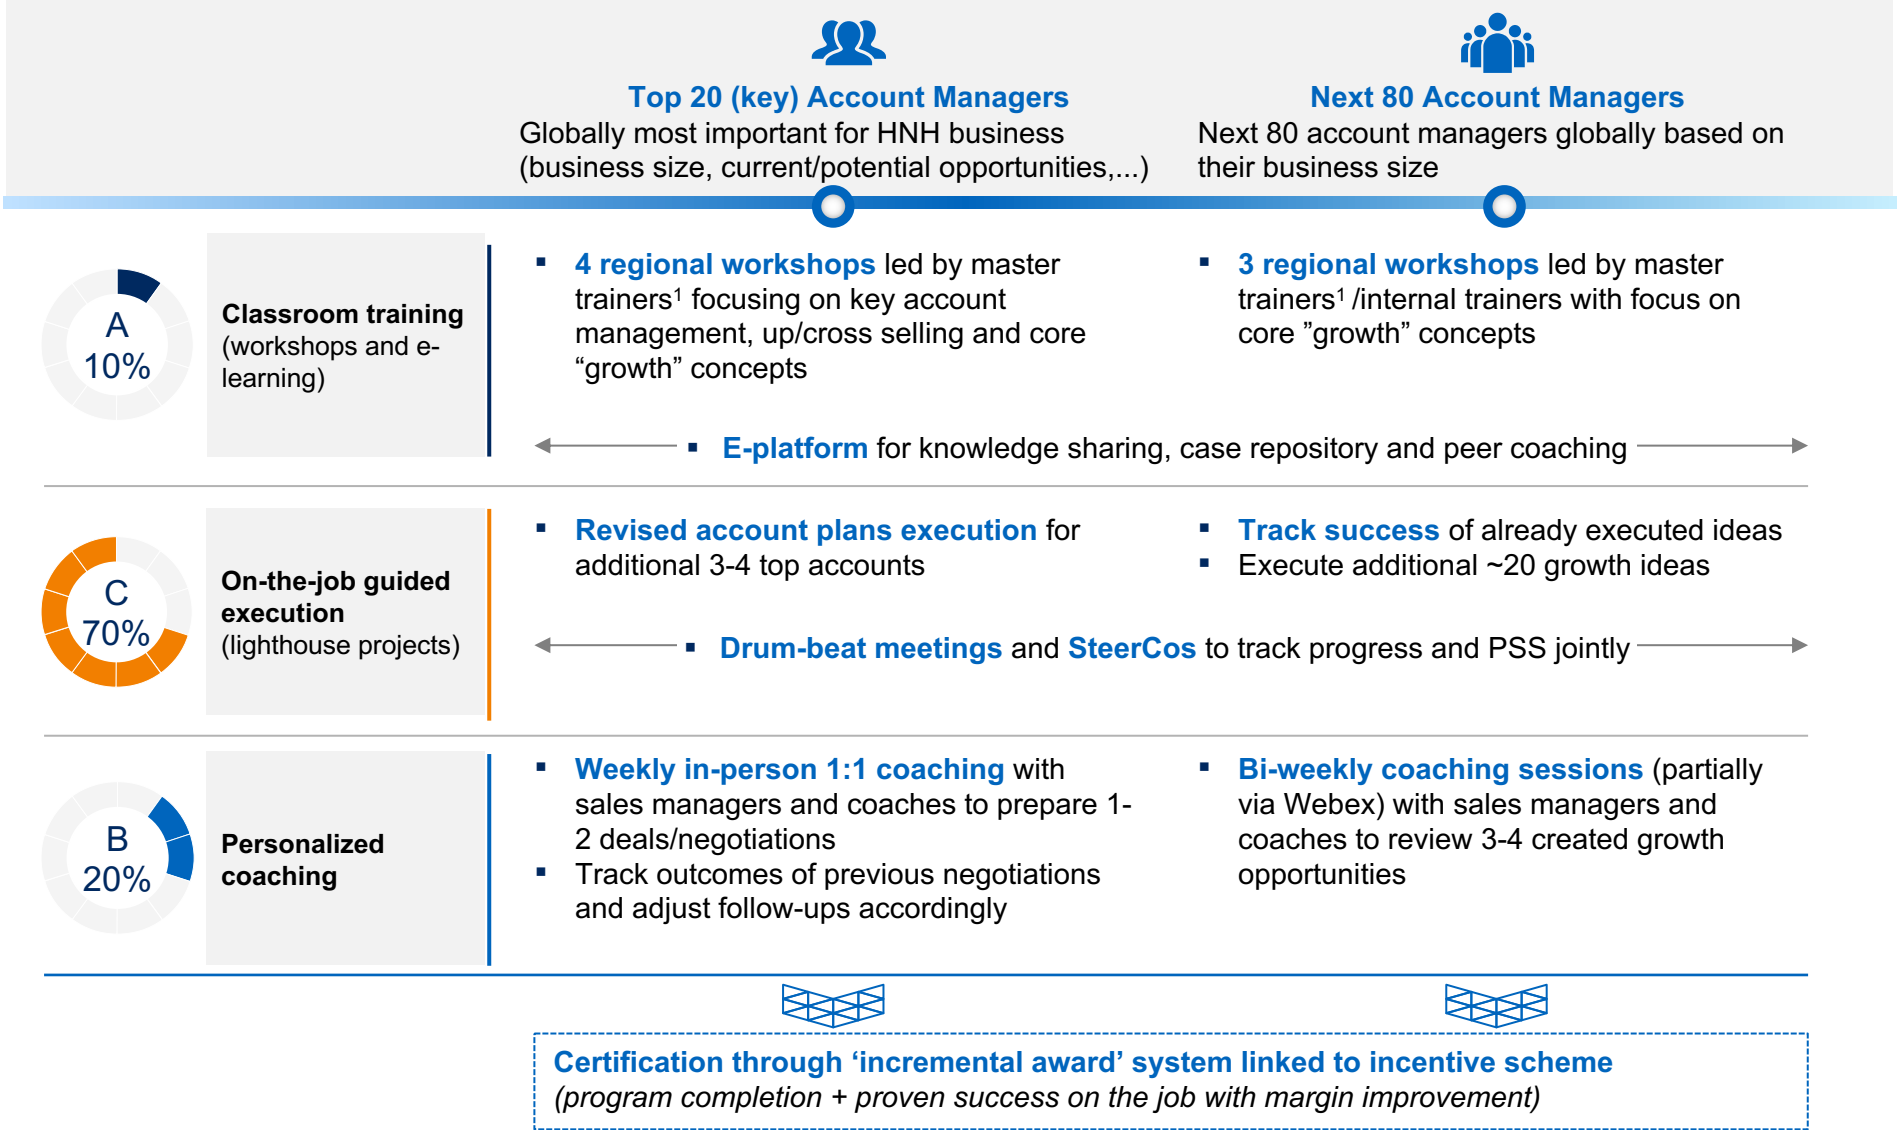 Top 20 (key) Account Managers
Globally most important for HNH business
(business size, current/potential opportunities,...)
Next 80 Account Managers
Next 80 account managers globally based on
their business size
A
10%
Classroom training
(workshops and e-
learning)
▪ 4 regional workshops led by master
trainers¹ focusing on key account
management, up/cross selling and core
“growth” concepts
▪ 3 regional workshops led by master
trainers¹ /internal trainers with focus on
core ”growth” concepts
▪ E-platform for knowledge sharing, case repository and peer coaching
C
70%
On-the-job guided
execution
(lighthouse projects)
▪ Revised account plans execution for
additional 3-4 top accounts
▪ Track success of already executed ideas
▪ Execute additional ~20 growth ideas
▪ Drum-beat meetings and SteerCos to track progress and PSS jointly
B
20%
Personalized
coaching
▪ Weekly in-person 1:1 coaching with
sales managers and coaches to prepare 1-
2 deals/negotiations
▪ Track outcomes of previous negotiations
and adjust follow-ups accordingly
▪ Bi-weekly coaching sessions (partially
via Webex) with sales managers and
coaches to review 3-4 created growth
opportunities
Certification through ‘incremental award’ system linked to incentive scheme
(program completion + proven success on the job with margin improvement)